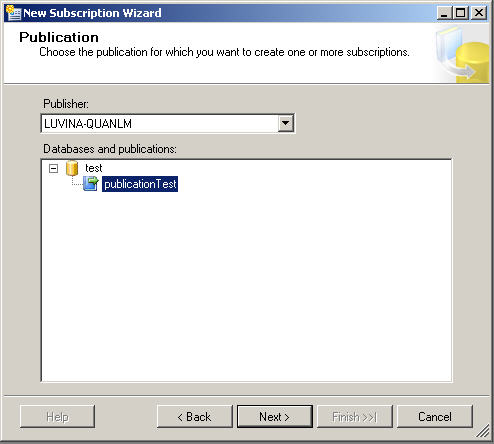 New Subscription Wizard
Publication
Choose the publication for which you want to create one or more subscriptions.
Publisher:
LUVINA-QUANLM
Databases and publications:
test
publicationTest
Help
< Back
Next >
Finish >>|
Cancel